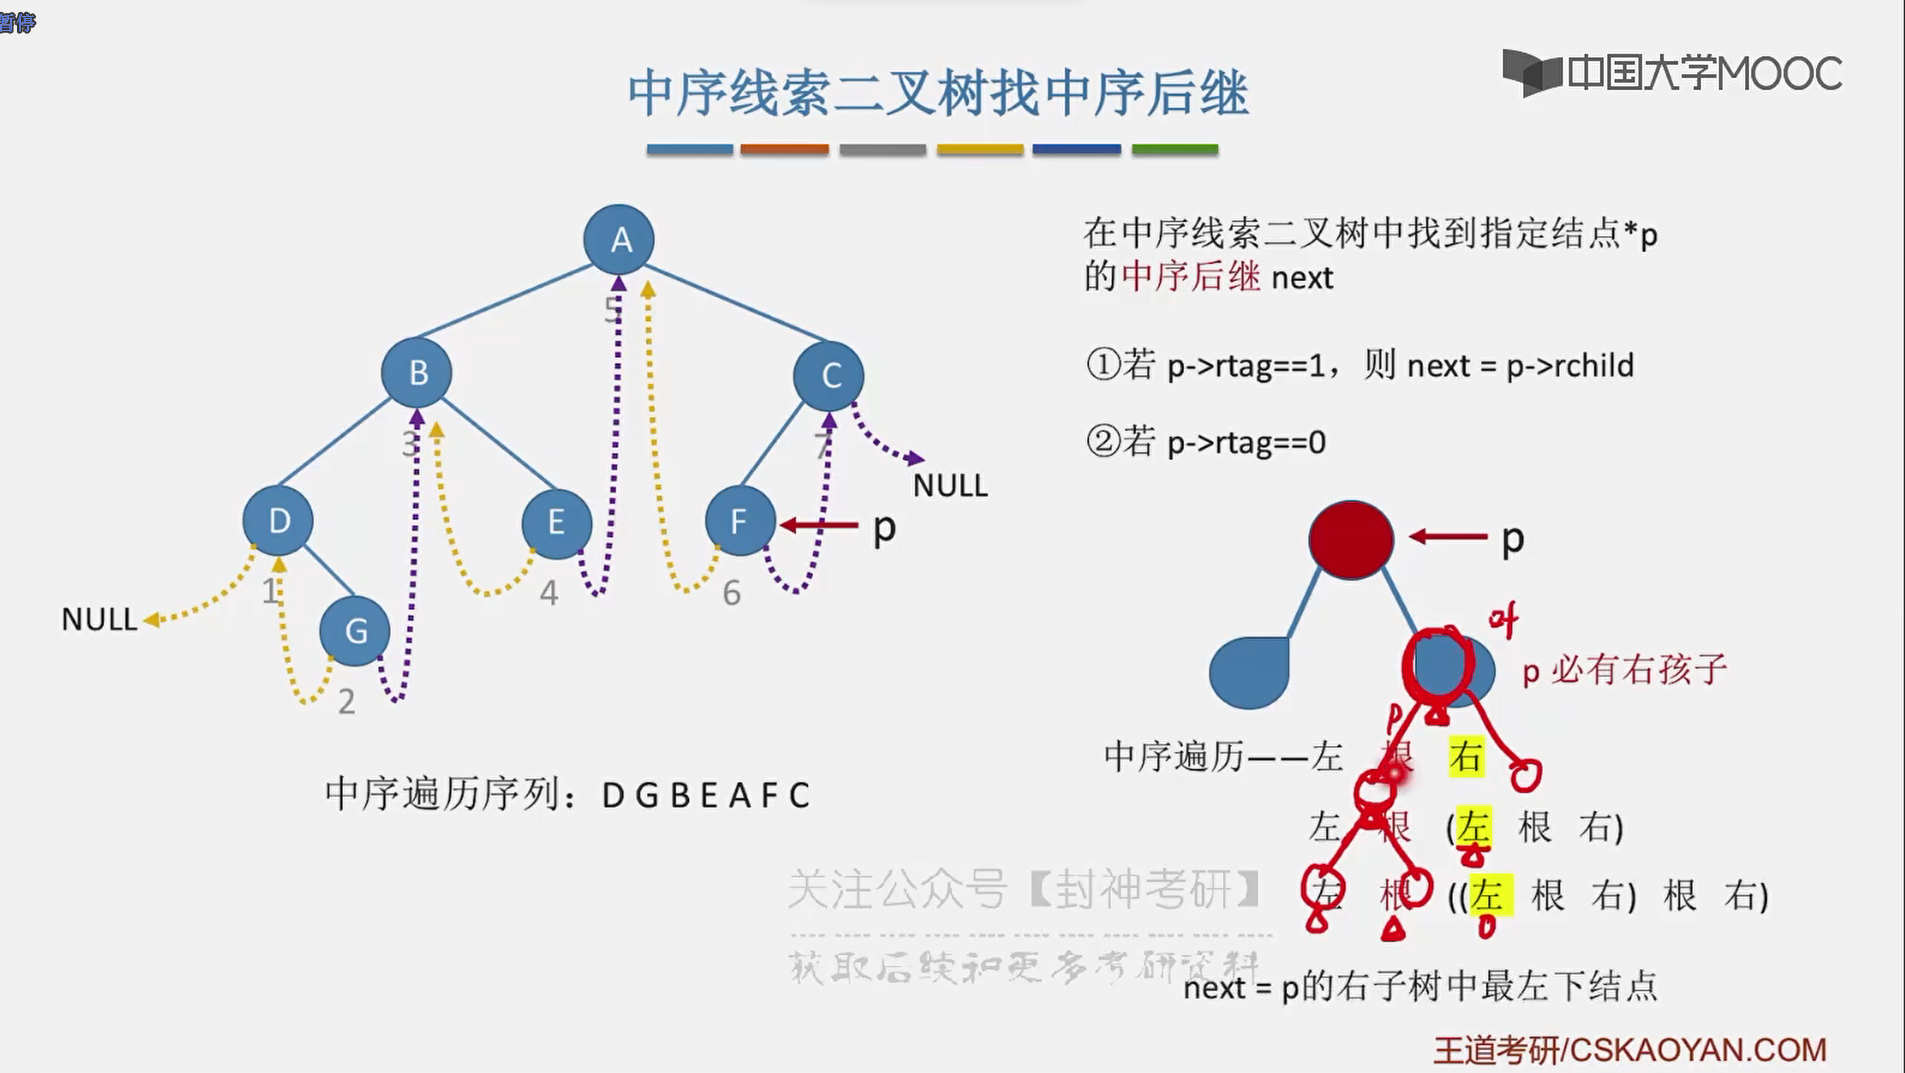 暂停
中国大学MOOC
中序线索二叉树找中序后继
A
5
B
C
3
7
NULL
D
E
F
p
1
4
6
NULL
G
2
中序遍历序列：D G B E A F C
在中序线索二叉树中找到指定结点*p
的中序后继 next
①若 p->rtag==1，则 next = p->rchild
②若 p->rtag==0
p
p 必有右孩子
p
中序遍历——左 根 右
左 根 (左 根 右)
左 根 ((左 根 右) 根 右)
next = p的右子树中最左下结点
关注公众号【封神考研】
获取后续和更多考研资料
王道考研/CSKAOYAN.COM